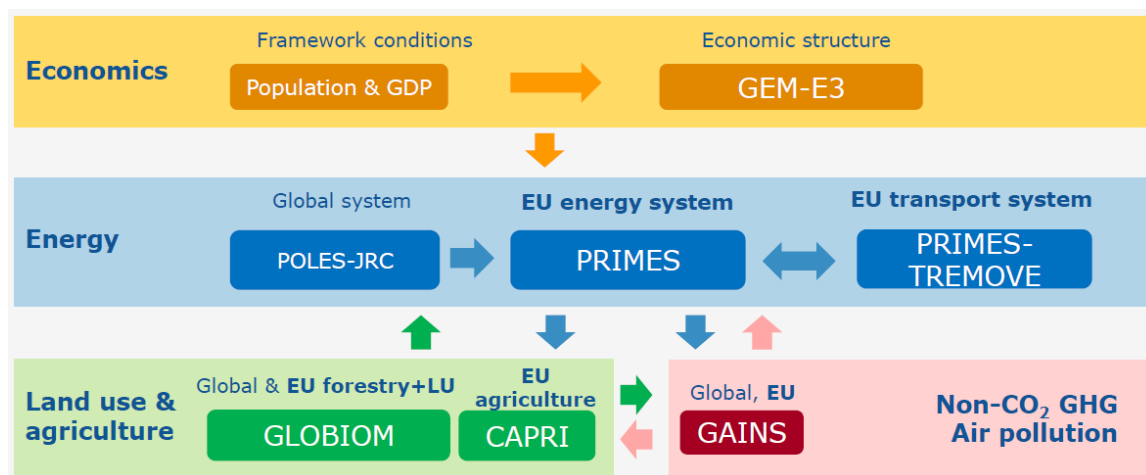 Framework conditions
Economic structure
Economics
Population & GDP
GEM-E3
Global system
EU energy system
EU transport system
Energy
POLES-JRC
PRIMES
PRIMES-
TREMOVE
Global & EU forestry+LU
EU
agriculture
Global, EU
Land use &
agriculture
GLOBIOM
CAPRI
GAINS
Non-CO₂ GHG
Air pollution